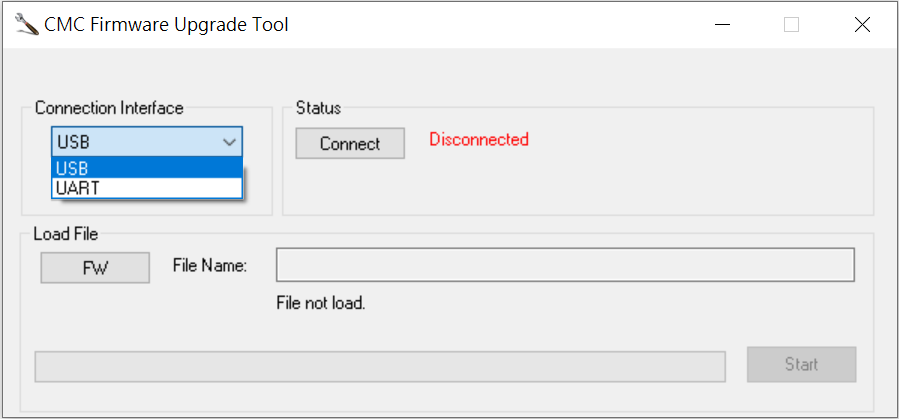 CMC Firmware Upgrade Tool
Connection Interface
USB
USB
UART
Status
Connect
Disconnected
Load File
FW
File Name:
File not load.
Start